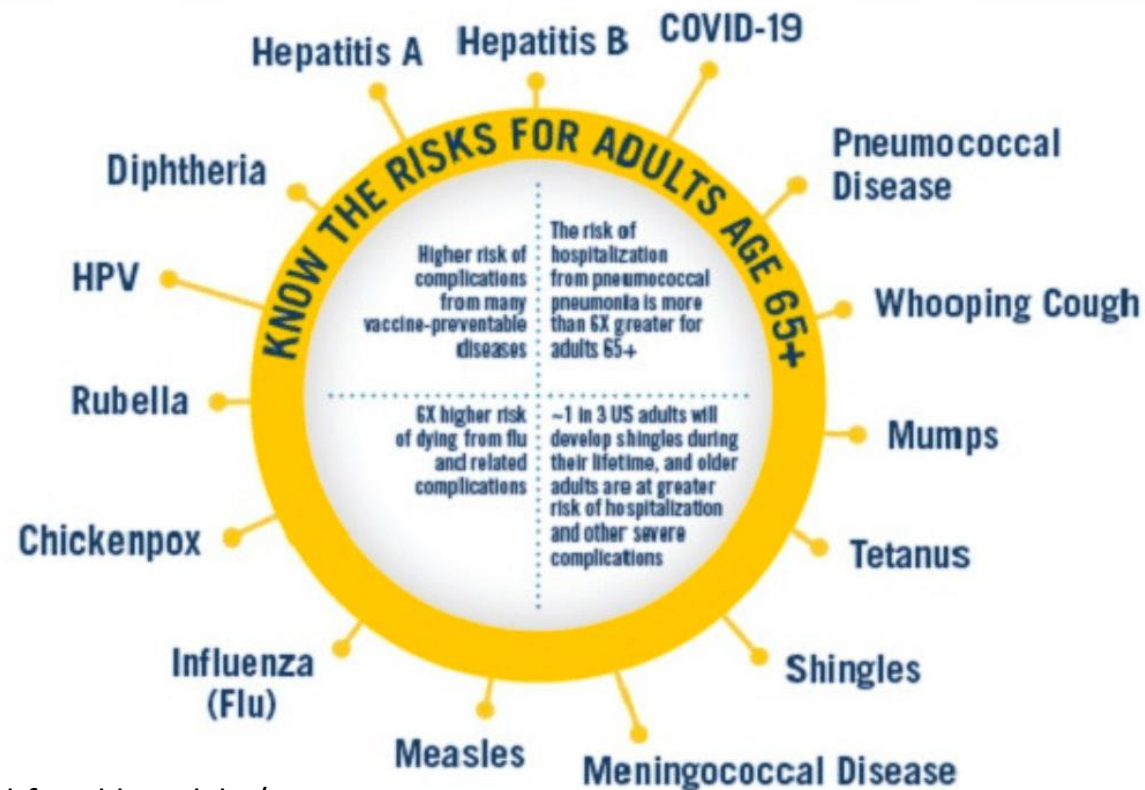 Hepatitis A
Hepatitis B
COVID-19
Diphtheria
Pneumococcal
Disease
HPV
Whooping Cough
Rubella
Mumps
Chickenpox
Tetanus
Influenza
(Flu)
Shingles
Measles
Meningococcal Disease
KNOW THE RISKS FOR ADULTS AGE 65+
Higher risk of
complications
from many
vaccine-preventable
diseases
The risk of
hospitalization
from pneumococcal
pneumonia is more
than 6X greater for
adults 65+
6X higher risk
of dying from flu
and related
complications
~1 in 3 US adults will
develop shingles during
their lifetime, and older
adults are at greater
risk of hospitalization
and other severe
complications